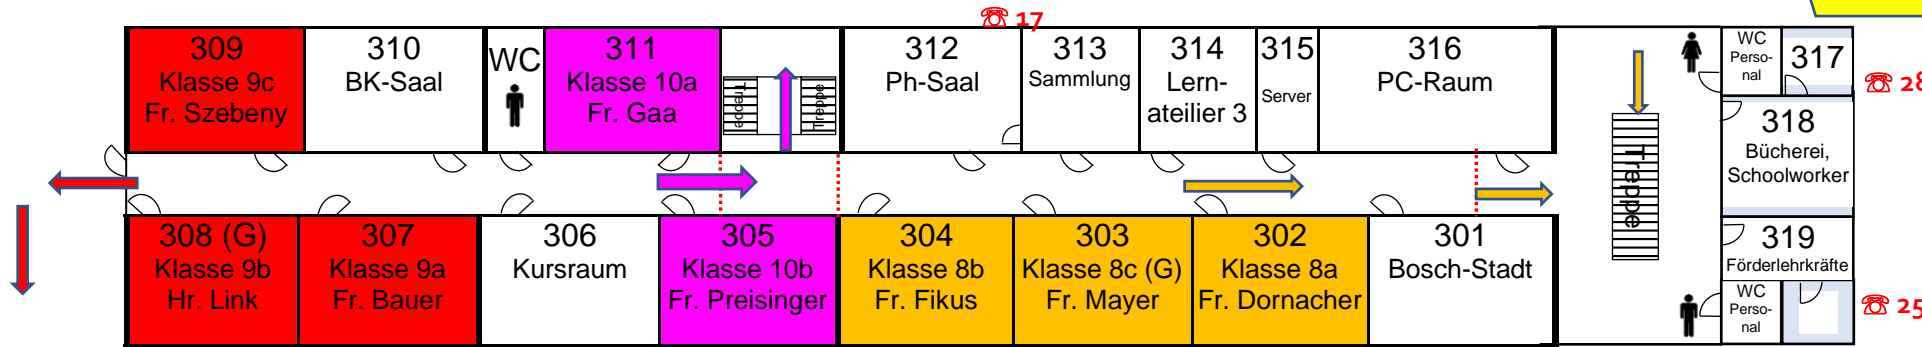 ☏ 17
309
Klasse 9c
Fr. Szebeny
310
BK-Saal
WC
311
Klasse 10a
Fr. Gaa
Treppe
Treppe
312
Ph-Saal
313
Sammlung
314
Lern-
ateilier 3
315
Server
316
PC-Raum
WC
Perso-
nal
317
☏ 28
318
Bücherei,
Schoolworker
Treppe
308 (G)
Klasse 9b
Hr. Link
307
Klasse 9a
Fr. Bauer
306
Kursraum
305
Klasse 10b
Fr. Preisinger
304
Klasse 8b
Fr. Fikus
303
Klasse 8c (G)
Fr. Mayer
302
Klasse 8a
Fr. Dornacher
301
Bosch-Stadt
319
Förderlehrkräfte
WC
Perso-
nal
☏ 25